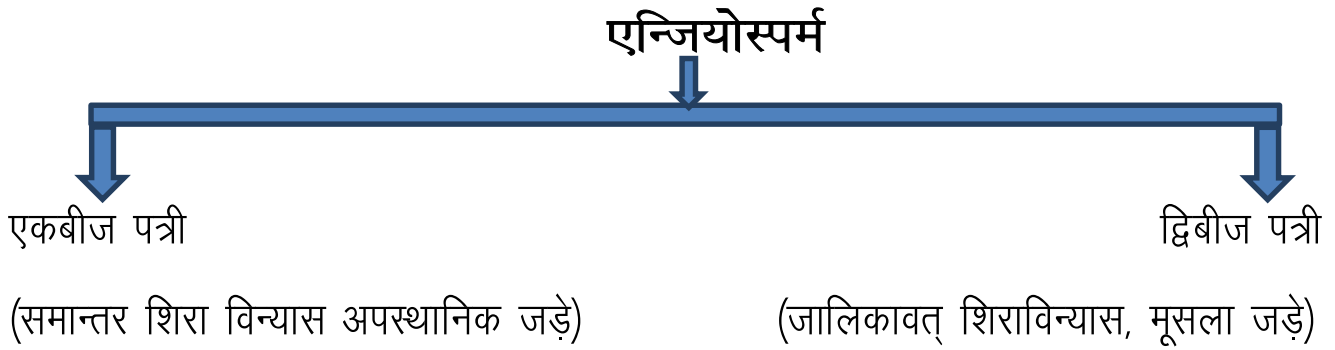 एन्जियोस्पर्म
एकबीज पत्री
द्विबीज पत्री
(समान्तर शिरा विन्यास अपस्थानिक जड़े)
(जालिकावत् शिराविन्यास, मूसला जड़े)